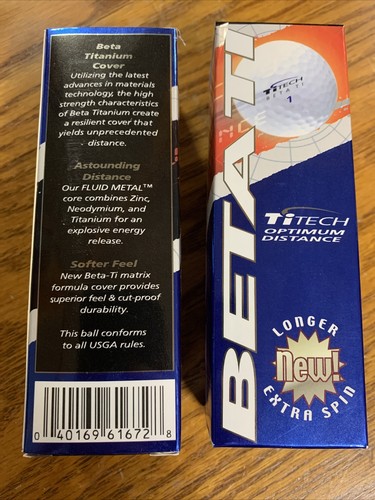 Beta
Titanium
Cover
Utilizing the latest
advances in materials
technology, the high
strength characteristics
of Beta Titanium create
a resilient cover that
yields unprecedented
distance.
Astounding
Distance
Our FLUID METAL™
core combines Zinc,
Neodymium, and
Titanium for an
explosive energy
release.
Softer Feel
New Beta-Ti matrix
formula cover provides
superior feel & cut-proof
durability.
This ball conforms
to all USGA rules.
0 40169 61672 8
BETA-TI
TiTECH
BETA TI
1
TiTECH
OPTIMUM
DISTANCE
LONGER
New!
EXTRA SPIN